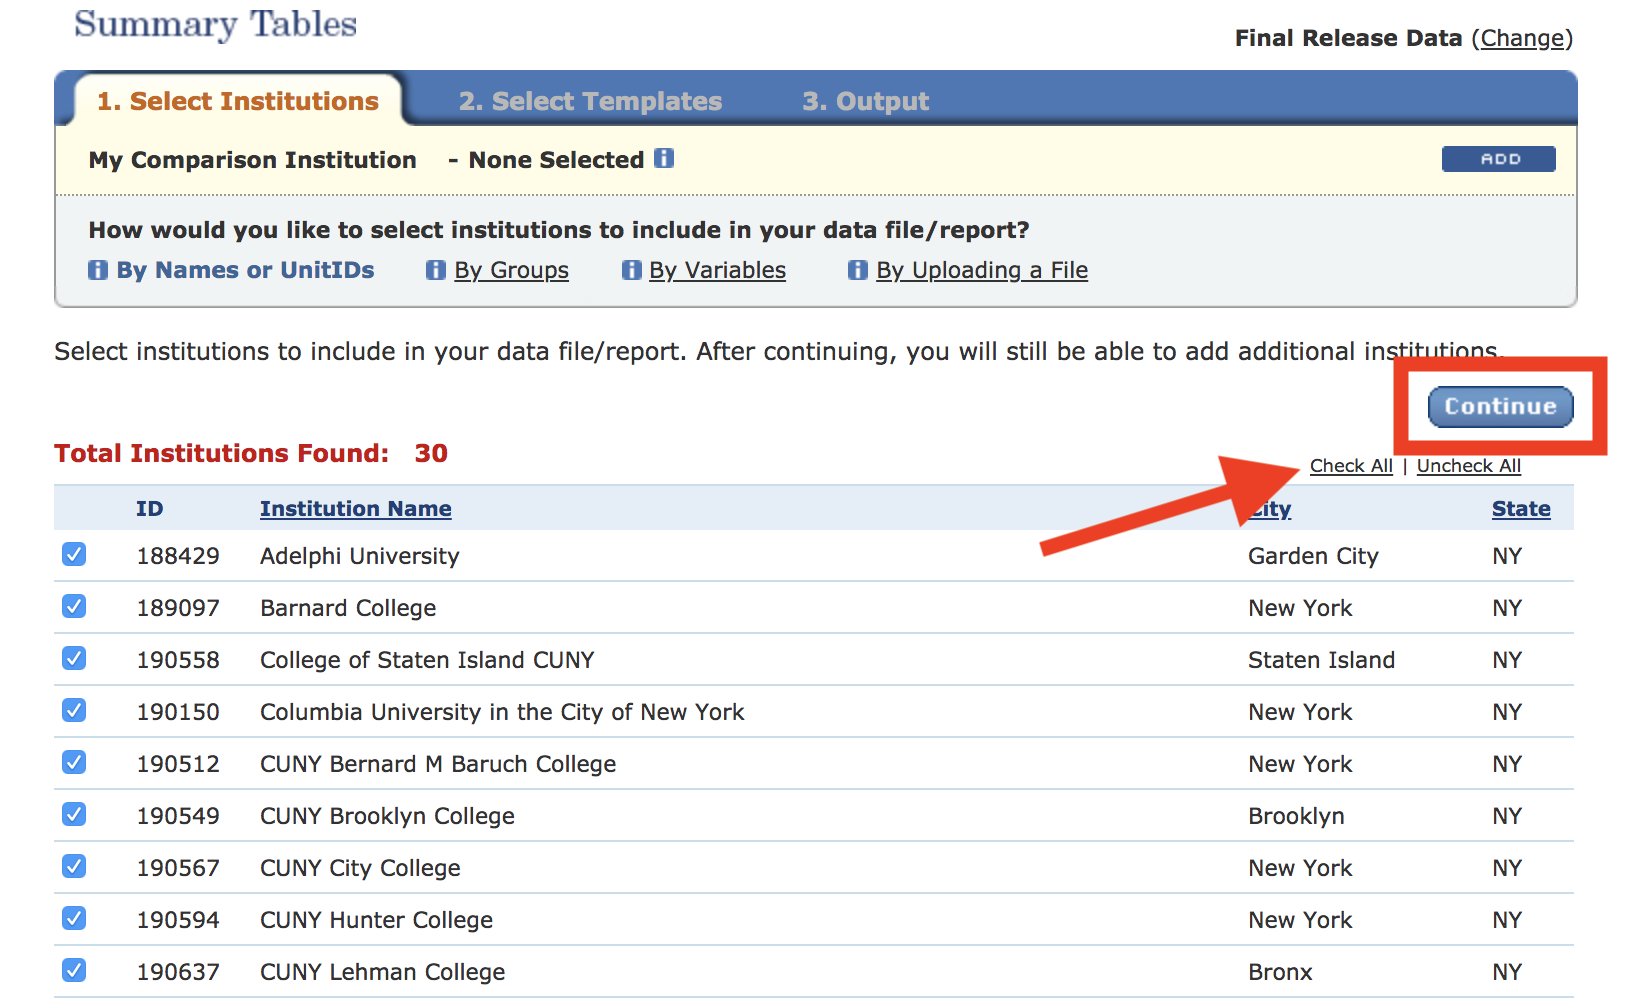 Summary Tables
Final Release Data (Change)
1. Select Institutions 2. Select Templates 3. Output
My Comparison Institution - None Selected i ADD
How would you like to select institutions to include in your data file/report?
i By Names or UnitIDs i By Groups i By Variables i By Uploading a File
Select institutions to include in your data file/report. After continuing, you will still be able to add additional institutions.
Continue
Total Institutions Found: 30
Check All | Uncheck All
ID Institution Name City State
188429 Adelphi University Garden City NY
189097 Barnard College New York NY
190558 College of Staten Island CUNY Staten Island NY
190150 Columbia University in the City of New York New York NY
190512 CUNY Bernard M Baruch College New York NY
190549 CUNY Brooklyn College Brooklyn NY
190567 CUNY City College New York NY
190594 CUNY Hunter College New York NY
190637 CUNY Lehman College Bronx NY